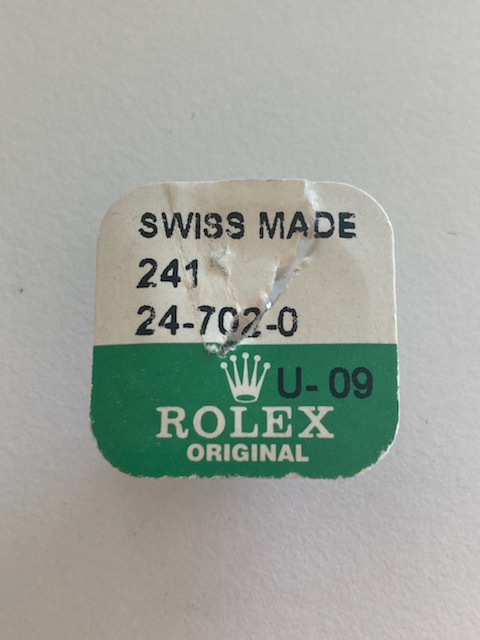 SWISS MADE
241
24-702-0
U-09
ROLEX
ORIGINAL